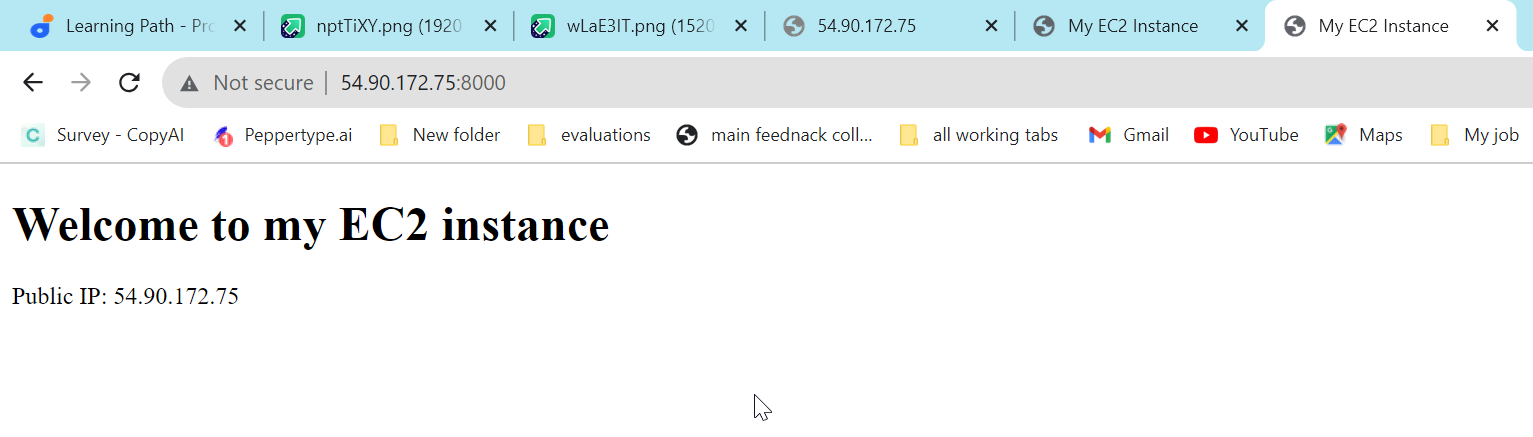 Learning Path - Pro
nptTiXY.png (1920
wLaE3IT.png (1520
54.90.172.75
My EC2 Instance
My EC2 Instance
Not secure
54.90.172.75:8000
C
Survey - CopyAI
1
Peppertype.ai
New folder
evaluations
main feednack coll...
all working tabs
Gmail
YouTube
Maps
My job
Welcome to my EC2 instance
Public IP: 54.90.172.75